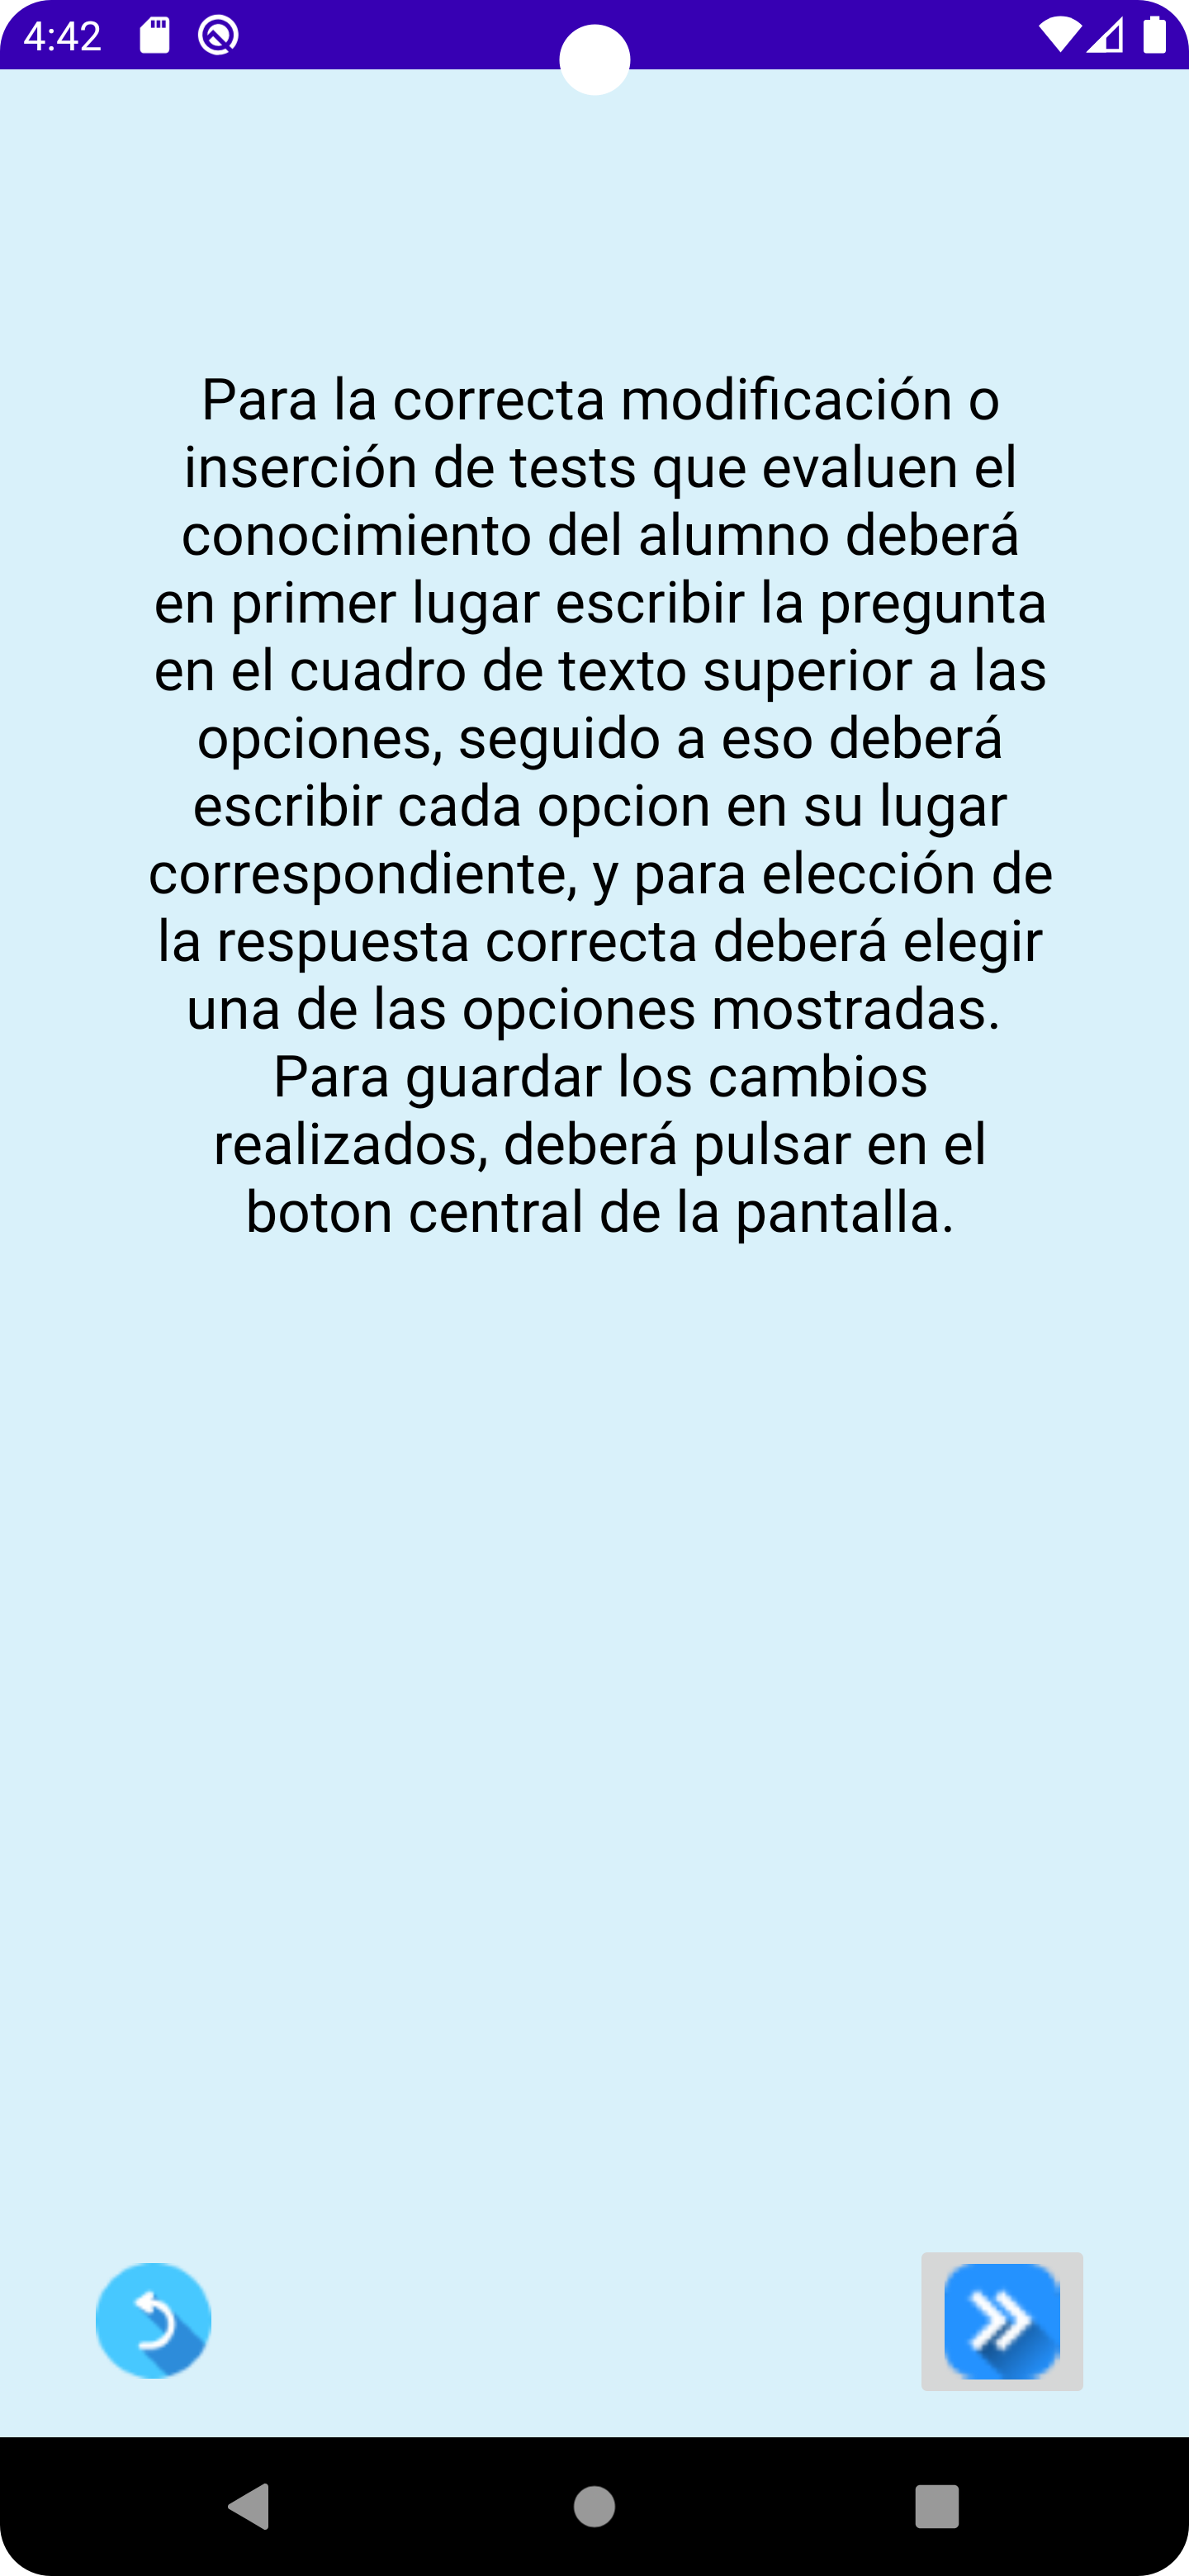 4:42
Para la correcta modificación o
inserción de tests que evaluen el
conocimiento del alumno deberá
en primer lugar escribir la pregunta
en el cuadro de texto superior a las
opciones, seguido a eso deberá
escribir cada opcion en su lugar
correspondiente, y para elección de
la respuesta correcta deberá elegir
una de las opciones mostradas.
Para guardar los cambios
realizados, deberá pulsar en el
boton central de la pantalla.